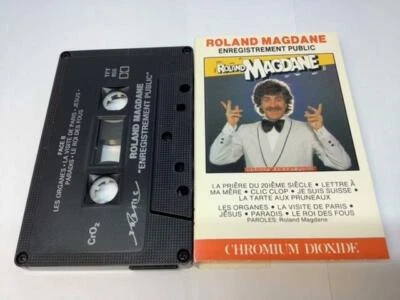 TFT
CrO₂
ROLAND MAGDANE
"ENREGISTREMENT PUBLIC"
FACE B
LES ORGANES • LA VISITE DE PARIS • JÉSUS •
PARADIS • LE ROI DES FOUS
ROLAND MAGDANE
ENREGISTREMENT PUBLIC
ROLAND MAGDANE
LA PRIÈRE DU 20IÈME SIÈCLE • LETTRE À
MA MÈRE • CLIC CLOP • JE SUIS SUISSE •
LA TARTE AUX PRUNEAUX
LES ORGANES • LA VISITE DE PARIS •
JÉSUS • PARADIS • LE ROI DES FOUS
PAROLES: Roland Magdane
CHROMIUM DIOXIDE